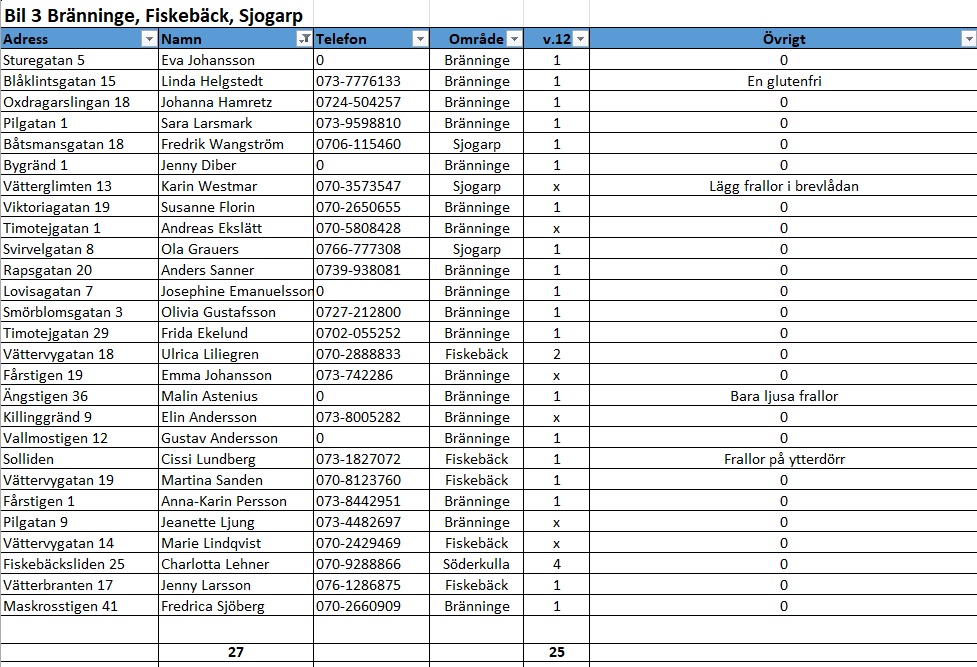 Bil 3 Bränninge, Fiskebäck, Sjogarp
Adress Namn Telefon Område v.12 Övrigt
Sturegatan 5 Eva Johansson 0 Bränninge 1 0
Blåklintsgatan 15 Linda Helgstedt 073-7776133 Bränninge 1 En glutenfri
Oxdragarslingan 18 Johanna Hamretz 0724-504257 Bränninge 1 0
Pilgatan 1 Sara Larsmark 073-9598810 Bränninge 1 0
Båtsmansgatan 18 Fredrik Wangström 0706-115460 Sjogarp 1 0
Bygränd 1 Jenny Diber 0 Bränninge 1 0
Vätterglimten 13 Karin Westmar 070-3573547 Sjogarp x Lägg frallor i brevlådan
Viktoriagatan 19 Susanne Florin 070-2650655 Bränninge 1 0
Timotejgatan 1 Andreas Ekslätt 070-5808428 Bränninge x 0
Svirvelgatan 8 Ola Grauers 0766-777308 Sjogarp 1 0
Rapsgatan 20 Anders Sanner 0739-938081 Bränninge 1 0
Lovisagatan 7 Josephine Emanuelsson 0 Bränninge 1 0
Smörblomsgatan 3 Olivia Gustafsson 0727-212800 Bränninge 1 0
Timotejgatan 29 Frida Ekelund 0702-055252 Bränninge 1 0
Vättervygatan 18 Ulrica Liliegren 070-2888833 Fiskebäck 2 0
Fårstigen 19 Emma Johansson 073-742286 Bränninge x 0
Ängstigen 36 Malin Astenius 0 Bränninge 1 Bara ljusa frallor
Killinggränd 9 Elin Andersson 073-8005282 Bränninge x 0
Vallmostigen 12 Gustav Andersson 0 Bränninge 1 0
Solliden Cissi Lundberg 073-1827072 Fiskebäck 1 Frallor på ytterdörr
Vättervygatan 19 Martina Sanden 070-8123760 Fiskebäck 1 0
Fårstigen 1 Anna-Karin Persson 073-8442951 Bränninge 1 0
Pilgatan 9 Jeanette Ljung 073-4482697 Bränninge x 0
Vättervygatan 14 Marie Lindqvist 070-2429469 Fiskebäck x 0
Fiskebäcksliden 25 Charlotta Lehner 070-9288866 Söderkulla 4 0
Vätterbranten 17 Jenny Larsson 076-1286875 Fiskebäck 1 0
Maskrosstigen 41 Fredrica Sjöberg 070-2660909 Bränninge 1 0
27 25